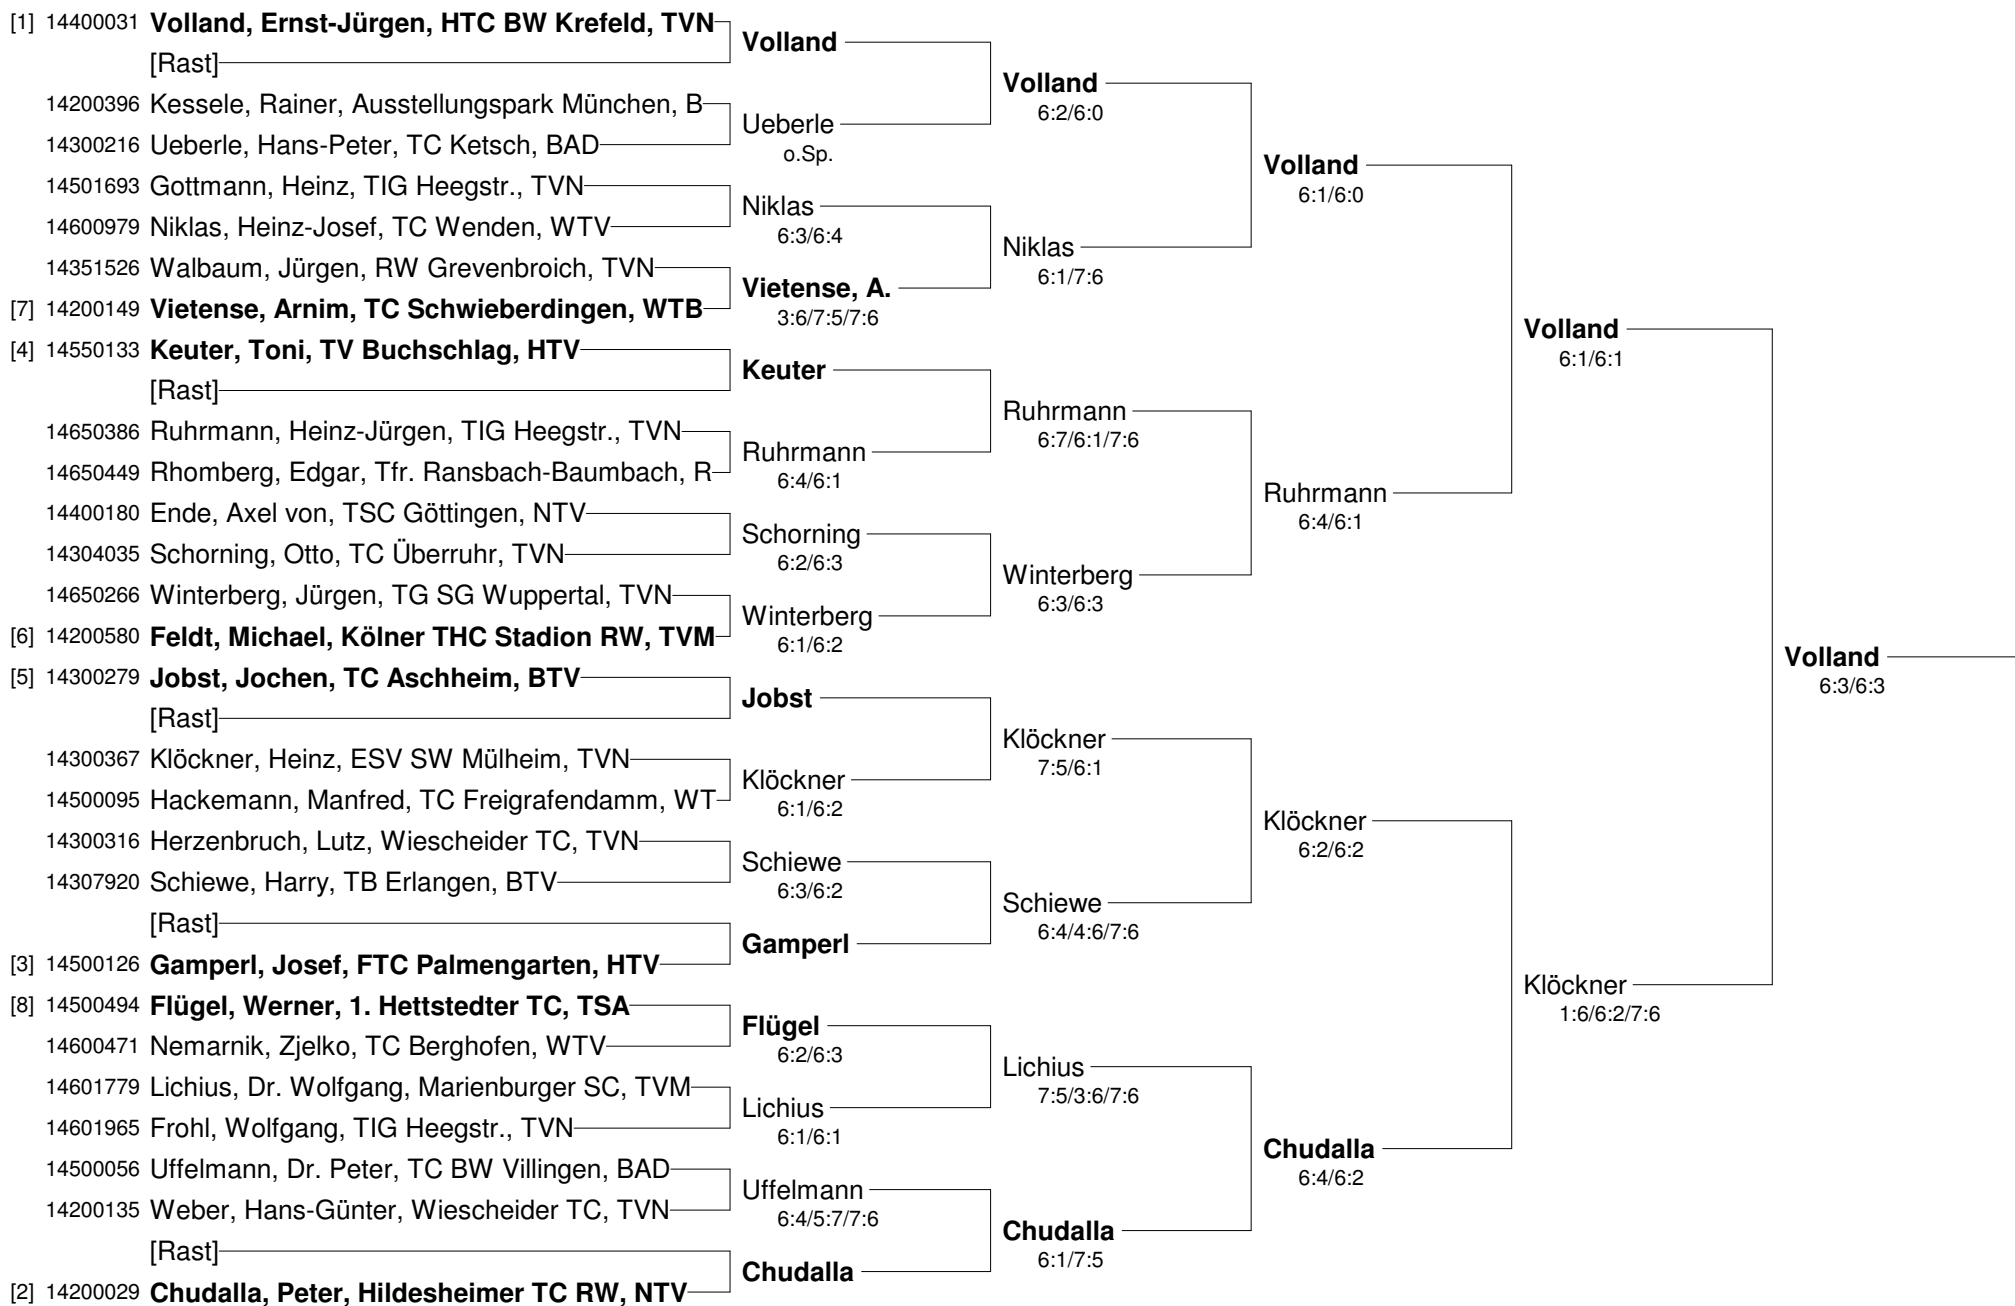 [1] 14400031 Volland, Ernst-Jürgen, HTC BW Krefeld, TVN
[Rast]
14200396 Kessele, Rainer, Ausstellungspark München, B
14300216 Ueberle, Hans-Peter, TC Ketsch, BAD
14501693 Gottmann, Heinz, TIG Heegstr., TVN
14600979 Niklas, Heinz-Josef, TC Wenden, WTV
14351526 Walbaum, Jürgen, RW Grevenbroich, TVN
[7] 14200149 Vietense, Arnim, TC Schwieberdingen, WTB
[4] 14550133 Keuter, Toni, TV Buchschlag, HTV
[Rast]
14650386 Ruhrmann, Heinz-Jürgen, TIG Heegstr., TVN
14650449 Rhomberg, Edgar, Tfr. Ransbach-Baumbach, R
14400180 Ende, Axel von, TSC Göttingen, NTV
14304035 Schorning, Otto, TC Überruhr, TVN
14650266 Winterberg, Jürgen, TG SG Wuppertal, TVN
[6] 14200580 Feldt, Michael, Kölner THC Stadion RW, TVM
[5] 14300279 Jobst, Jochen, TC Aschheim, BTV
[Rast]
14300367 Klöckner, Heinz, ESV SW Mülheim, TVN
14500095 Hackemann, Manfred, TC Freigrafendamm, WT
14300316 Herzenbruch, Lutz, Wiescheider TC, TVN
14307920 Schiewe, Harry, TB Erlangen, BTV
[Rast]
[3] 14500126 Gamperl, Josef, FTC Palmengarten, HTV
[8] 14500494 Flügel, Werner, 1. Hettstedter TC, TSA
14600471 Nemarnik, Zjelko, TC Berghofen, WTV
14601779 Lichius, Dr. Wolfgang, Marienburger SC, TVM
14601965 Frohl, Wolfgang, TIG Heegstr., TVN
14500056 Uffelmann, Dr. Peter, TC BW Villingen, BAD
14200135 Weber, Hans-Günter, Wiescheider TC, TVN
[Rast]
[2] 14200029 Chudalla, Peter, Hildesheimer TC RW, NTV
Volland
Ueberle
o.Sp.
Niklas
6:3/6:4
Vietense, A.
3:6/7:5/7:6
Keuter
Ruhrmann
6:4/6:1
Schorning
6:2/6:3
Winterberg
6:1/6:2
Jobst
Klöckner
6:1/6:2
Schiewe
6:3/6:2
Gamperl
Flügel
6:2/6:3
Lichius
6:1/6:1
Uffelmann
6:4/5:7/7:6
Chudalla
Volland
6:2/6:0
Niklas
6:1/7:6
Ruhrmann
6:7/6:1/7:6
Winterberg
6:3/6:3
Klöckner
7:5/6:1
Schiewe
6:4/4:6/7:6
Lichius
7:5/3:6/7:6
Chudalla
6:1/7:5
Volland
6:1/6:0
Ruhrmann
6:4/6:1
Klöckner
6:2/6:2
Chudalla
6:4/6:2
Volland
6:1/6:1
Klöckner
1:6/6:2/7:6
Volland
6:3/6:3